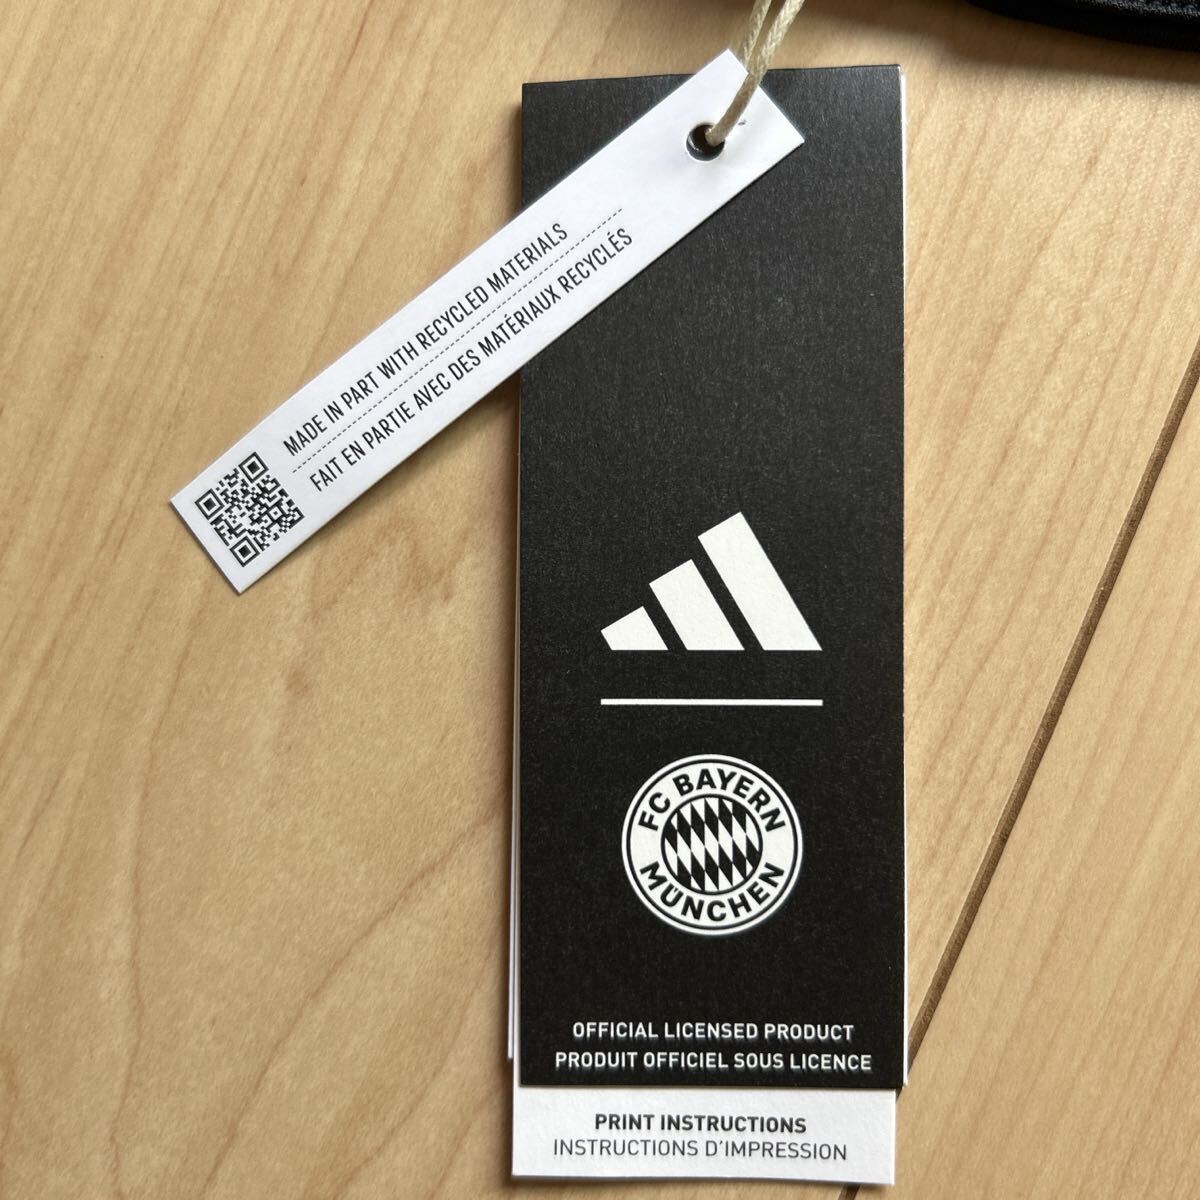 MADE IN PART WITH RECYCLED MATERIALS
FAIT EN PARTIE AVEC DES MATÉRIAUX RECYCLÉS
FC BAYERN
MÜNCHEN
OFFICIAL LICENSED PRODUCT
PRODUIT OFFICIEL SOUS LICENCE
PRINT INSTRUCTIONS
INSTRUCTIONS D'IMPRESSION